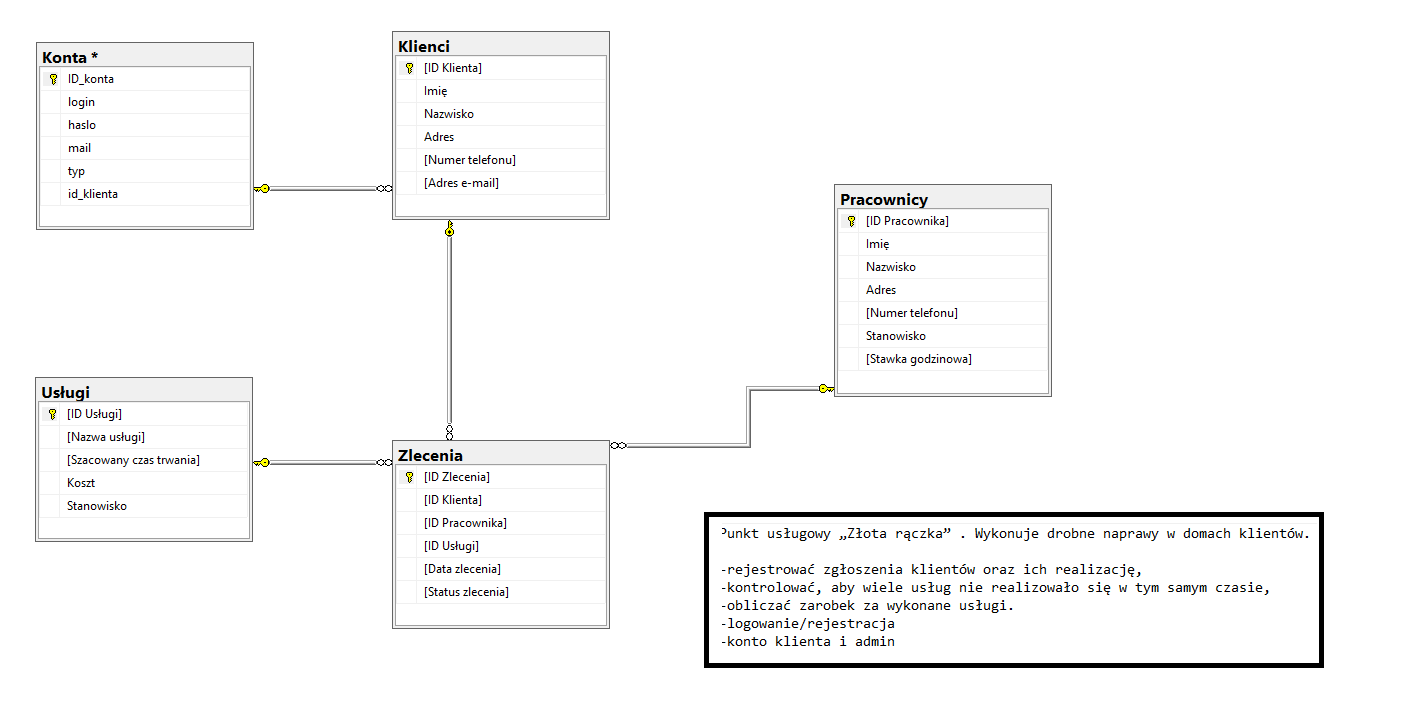 Konta *
ID_konta
login
haslo
mail
typ
id_klienta
Klienci
[ID Klienta]
Imię
Nazwisko
Adres
[Numer telefonu]
[Adres e-mail]
Pracownicy
[ID Pracownika]
Imię
Nazwisko
Adres
[Numer telefonu]
Stanowisko
[Stawka godzinowa]
Usługi
[ID Usługi]
[Nazwa usługi]
[Szacowany czas trwania]
Koszt
Stanowisko
Zlecenia
[ID Zlecenia]
[ID Klienta]
[ID Pracownika]
[ID Usługi]
[Data zlecenia]
[Status zlecenia]
Punkt usługowy „Złota rączka” . Wykonuje drobne naprawy w domach klientów.
-rejestrować zgłoszenia klientów oraz ich realizację,
-kontrolować, aby wiele usług nie realizowało się w tym samym czasie,
-obliczać zarobek za wykonane usługi.
-logowanie/rejestracja
-konto klienta i admin